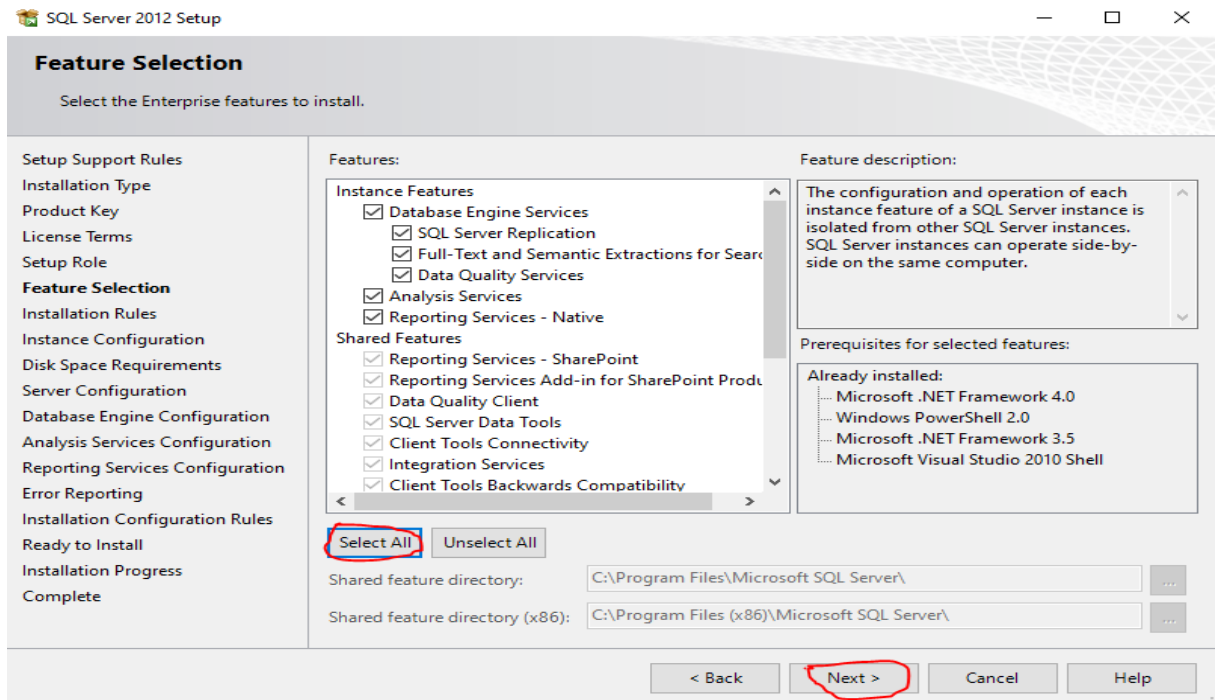 SQL Server 2012 Setup
Feature Selection
Select the Enterprise features to install.
Setup Support Rules
Installation Type
Product Key
License Terms
Setup Role
Feature Selection
Installation Rules
Instance Configuration
Disk Space Requirements
Server Configuration
Database Engine Configuration
Analysis Services Configuration
Reporting Services Configuration
Error Reporting
Installation Configuration Rules
Ready to Install
Installation Progress
Complete
Features:
Instance Features
Database Engine Services
SQL Server Replication
Full-Text and Semantic Extractions for Searc
Data Quality Services
Analysis Services
Reporting Services - Native
Shared Features
Reporting Services - SharePoint
Reporting Services Add-in for SharePoint Produ
Data Quality Client
SQL Server Data Tools
Client Tools Connectivity
Integration Services
Client Tools Backwards Compatibility
Feature description:
The configuration and operation of each
instance feature of a SQL Server instance is
isolated from other SQL Server instances.
SQL Server instances can operate side-by-
side on the same computer.
Prerequisites for selected features:
Already installed:
Microsoft .NET Framework 4.0
Windows PowerShell 2.0
Microsoft .NET Framework 3.5
Microsoft Visual Studio 2010 Shell
Select All
Unselect All
Shared feature directory:
C:\Program Files\Microsoft SQL Server\
...
Shared feature directory (x86):
C:\Program Files (x86)\Microsoft SQL Server\
...
< Back
Next >
Cancel
Help